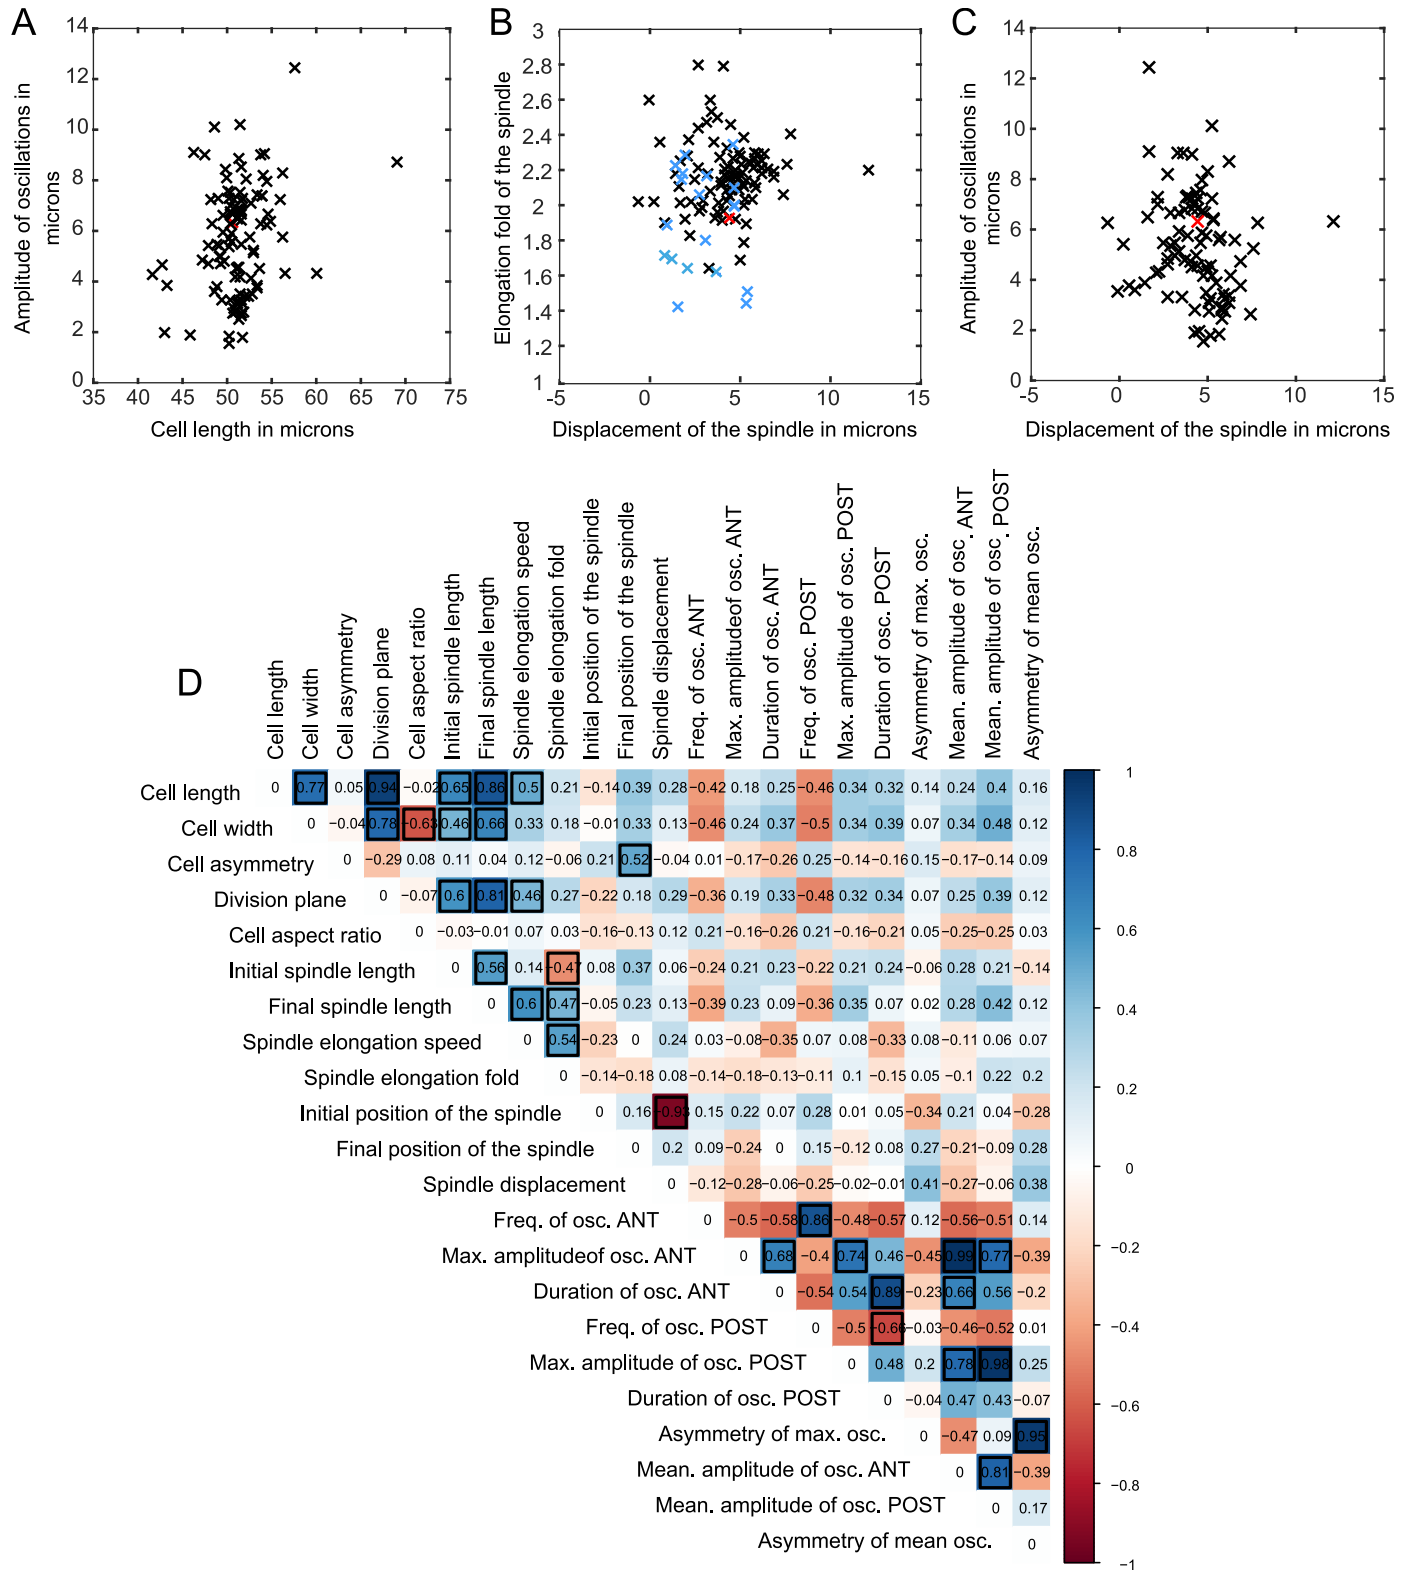 A
B
C
14
12
10
8
6
4
2
0
35 40 45 50 55 60 65 70 75
Amplitude of oscillations in
microns
Cell length in microns
3
2.8
2.6
2.4
2.2
2
1.8
1.6
1.4
1.2
1
-5 0 5 10 15
Elongation fold of the spindle
Displacement of the spindle in microns
14
12
10
8
6
4
2
0
-5 0 5 10 15
Amplitude of oscillations in
microns
Displacement of the spindle in microns
D
Cell length
Cell width
Cell asymmetry
Division plane
Cell aspect ratio
Initial spindle length
Final spindle length
Spindle elongation speed
Spindle elongation fold
Initial position of the spindle
Final position of the spindle
Spindle displacement
Freq. of osc. ANT
Max. amplitudeof osc. ANT
Duration of osc. ANT
Freq. of osc. POST
Max. amplitude of osc. POST
Duration of osc. POST
Asymmetry of max. osc.
Mean. amplitude of osc. ANT
Mean. amplitude of osc. POST
Asymmetry of mean osc.
Cell length 0 0.77 0.05 0.94 −0.02 0.65 0.86 0.5 0.21 −0.14 0.39 0.28 −0.42 0.18 0.25 −0.46 0.34 0.32 0.14 0.24 0.4 0.16
Cell width 0 −0.04 0.78 −0.63 0.46 0.66 0.33 0.18 −0.01 0.33 0.13 −0.46 0.24 0.37 −0.5 0.34 0.39 0.07 0.34 0.48 0.12
Cell asymmetry 0 −0.29 0.08 0.11 0.04 0.12 −0.06 0.21 0.52 −0.04 0.01 −0.17 −0.26 0.25 −0.14 −0.16 0.15 −0.17 −0.14 0.09
Division plane 0 −0.07 0.6 0.81 0.46 0.27 −0.22 0.18 0.29 −0.36 0.19 0.33 −0.48 0.32 0.34 0.07 0.25 0.39 0.12
Cell aspect ratio 0 −0.03 −0.01 0.07 0.03 −0.16 −0.13 0.12 0.21 −0.16 −0.26 0.21 −0.16 −0.21 0.05 −0.25 −0.25 0.03
Initial spindle length 0 0.56 0.14 −0.47 0.08 0.37 0.06 −0.24 0.21 0.23 −0.22 0.21 0.24 −0.06 0.28 0.21 −0.14
Final spindle length 0 0.6 0.47 −0.05 0.23 0.13 −0.39 0.23 0.09 −0.36 0.35 0.07 0.02 0.28 0.42 0.12
Spindle elongation speed 0 0.54 −0.23 0 0.24 0.03 −0.08 −0.35 0.07 0.08 −0.33 0.08 −0.11 0.06 0.07
Spindle elongation fold 0 −0.14 −0.18 0.08 −0.14 −0.18 −0.13 −0.11 0.1 −0.15 0.05 −0.1 0.22 0.2
Initial position of the spindle 0 0.16 −0.93 0.15 0.22 0.07 0.28 0.01 0.05 −0.34 0.21 0.04 −0.28
Final position of the spindle 0 0.2 0.09 −0.24 0 0.15 −0.12 0.08 0.27 −0.21 −0.09 0.28
Spindle displacement 0 −0.12 −0.28 −0.06 −0.25 −0.02 −0.01 0.41 −0.27 −0.06 0.38
Freq. of osc. ANT 0 −0.5 −0.58 0.86 −0.48 −0.57 0.12 −0.56 −0.51 0.14
Max. amplitudeof osc. ANT 0 0.68 −0.4 0.74 0.46 −0.45 0.99 0.77 −0.39
Duration of osc. ANT 0 −0.54 0.54 0.89 −0.23 0.66 0.56 −0.2
Freq. of osc. POST 0 −0.5 −0.66 −0.03 −0.46 −0.52 0.01
Max. amplitude of osc. POST 0 0.48 0.2 0.78 0.98 0.25
Duration of osc. POST 0 −0.04 0.47 0.43 −0.07
Asymmetry of max. osc. 0 −0.47 0.09 0.95
Mean. amplitude of osc. ANT 0 0.81 −0.39
Mean. amplitude of osc. POST 0 0.17
Asymmetry of mean osc. 0
1
0.8
0.6
0.4
0.2
0
−0.2
−0.4
−0.6
−0.8
−1